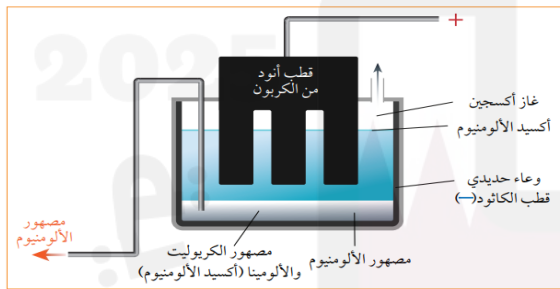 +
قطب أنود
من الكربون
غاز أكسجين
أكسيد الألومنيوم
وعاء حديدي
قطب الكاثود(—)
مصهور
الألومنيوم
مصهور الكريوليت
والألومينا (أكسيد الألومنيوم)
مصهور الألومنيوم
2025